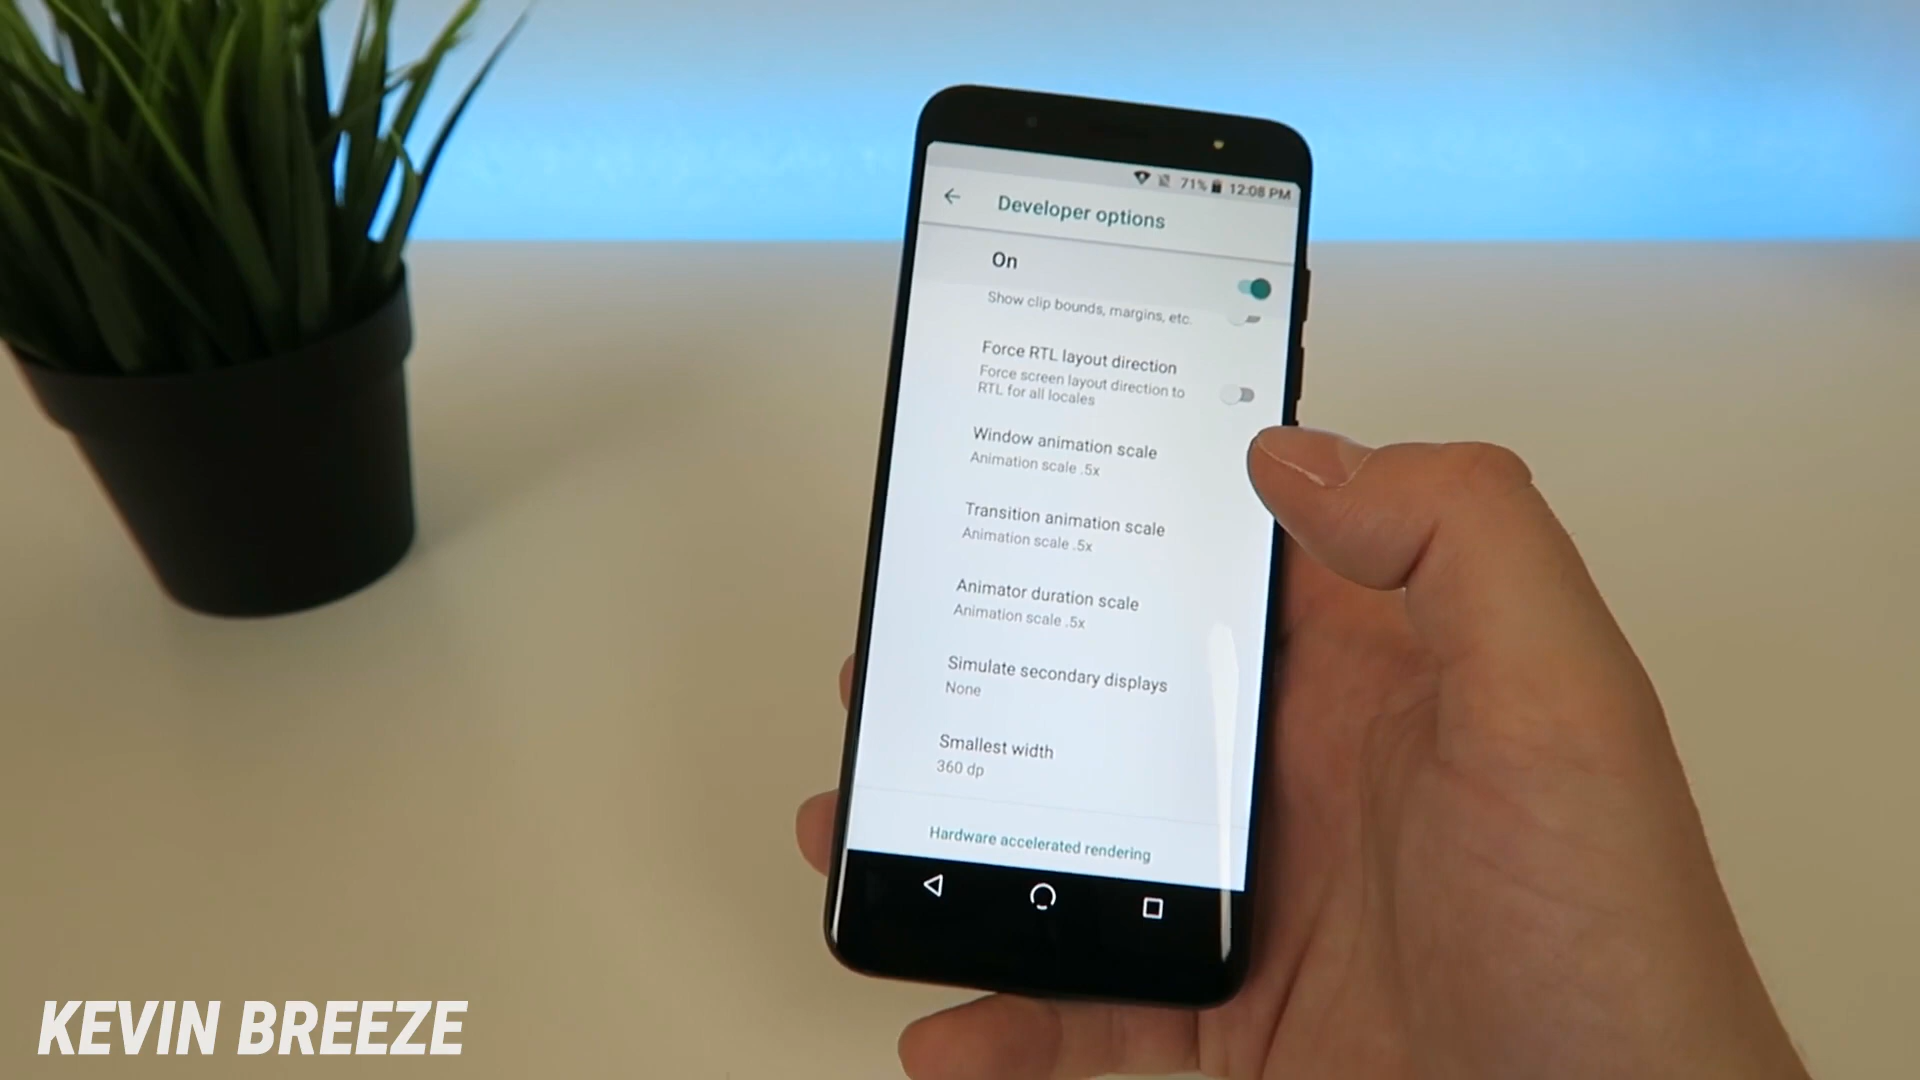 71% 12:08 PM
Developer options
On
Show clip bounds, margins, etc.
Force RTL layout direction
Force screen layout direction to
RTL for all locales
Window animation scale
Animation scale .5x
Transition animation scale
Animation scale .5x
Animator duration scale
Animation scale .5x
Simulate secondary displays
None
Smallest width
360 dp
Hardware accelerated rendering
KEVIN BREEZE